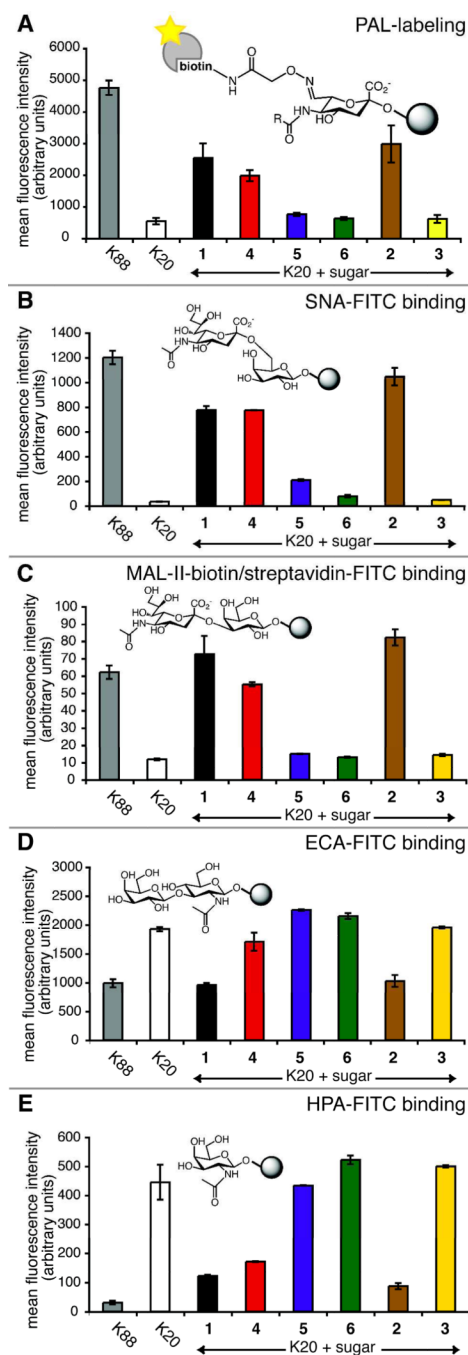 A PAL-labeling
mean fluorescence intensity
(arbitrary units)
6000
5000
4000
3000
2000
1000
0
biotin
N
H
O
O
N
CO₂⁻
O
O
HN
HO
R
O
K88
K20
1 4 5 6 2 3
K20 + sugar
B SNA-FITC binding
mean fluorescence intensity
(arbitrary units)
1400
1200
1000
800
600
400
200
0
K88
K20
1 4 5 6 2 3
K20 + sugar
C MAL-II-biotin/streptavidin-FITC binding
mean fluorescence intensity
(arbitrary units)
100
90
80
70
60
50
40
30
20
10
0
K88
K20
1 4 5 6 2 3
K20 + sugar
D ECA-FITC binding
mean fluorescence intensity
(arbitrary units)
3000
2500
2000
1500
1000
500
0
K88
K20
1 4 5 6 2 3
K20 + sugar
E HPA-FITC binding
mean fluorescence intensity
(arbitrary units)
600
500
400
300
200
100
0
K88
K20
1 4 5 6 2 3
K20 + sugar